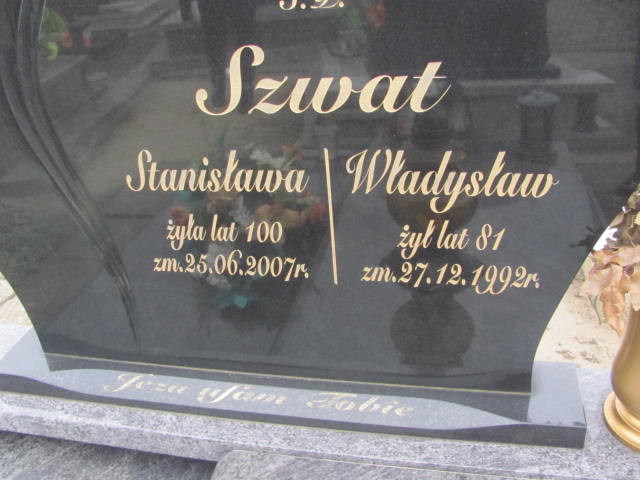 Ś.P.
Szwat
Stanisława
żyła lat 100
zm.25.06.2007r.
Władysław
żył lat 81
zm.27.12.1992r.
Jezu ufam Tobie